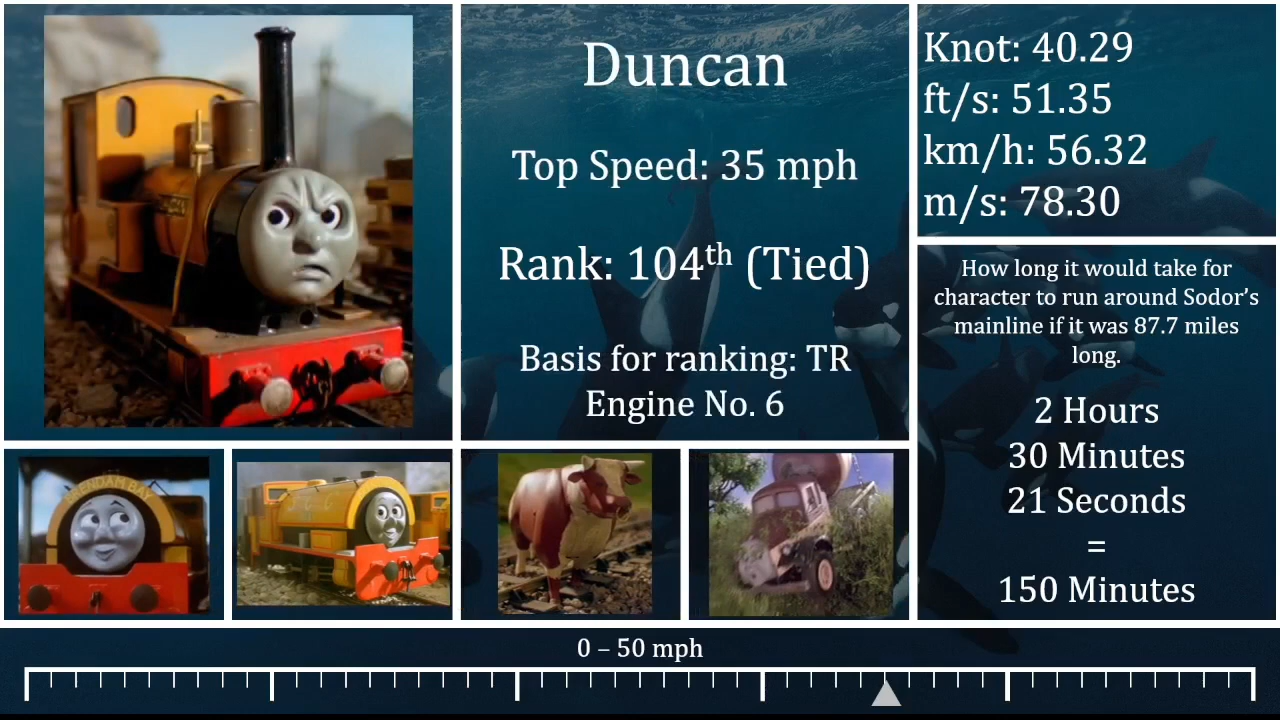 Duncan
Top Speed: 35 mph
Rank: 104th (Tied)
Basis for ranking: TR
Engine No. 6
Knot: 40.29
ft/s: 51.35
km/h: 56.32
m/s: 78.30
How long it would take for
character to run around Sodor’s
mainline if it was 87.7 miles
long.
2 Hours
30 Minutes
21 Seconds
=
150 Minutes
0 – 50 mph